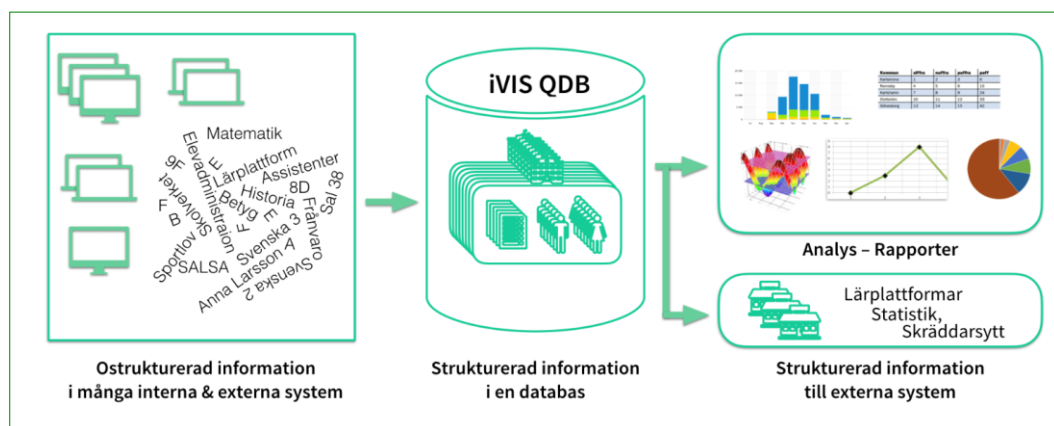 Matematik
Elevadministraion
9F
E
Lärplattform
Assistenter
Skolverket
F
B
Betyg
Historia
8D
E
F
Frånvaro
Sal 38
Svenska 3
Sportlov
SALSA
Anna Larsson A
Svenska 2
Ostrukturerad information
i många interna & externa system
iVIS QDB
Strukturerad information
i en databas
Analys – Rapporter
Lärplattformar
Statistik,
Skräddarsytt
Strukturerad information
till externa system